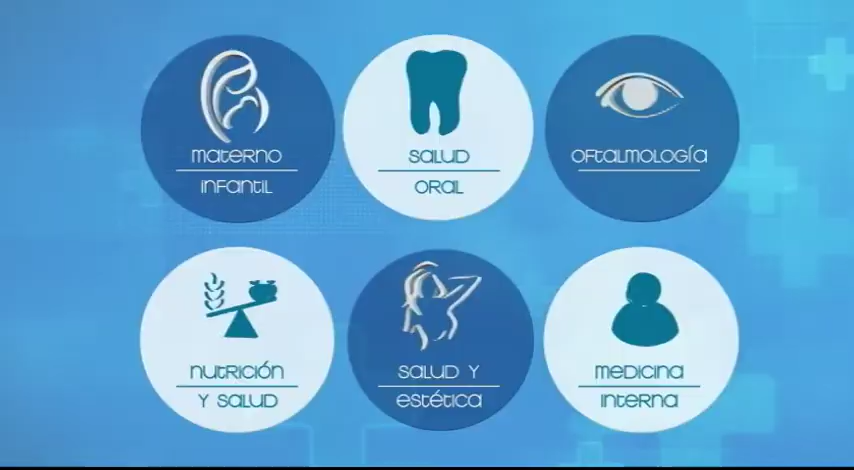 Materno
infantil
Salud
oral
Oftalmología
Nutrición
y salud
Salud y
estética
Medicina
interna